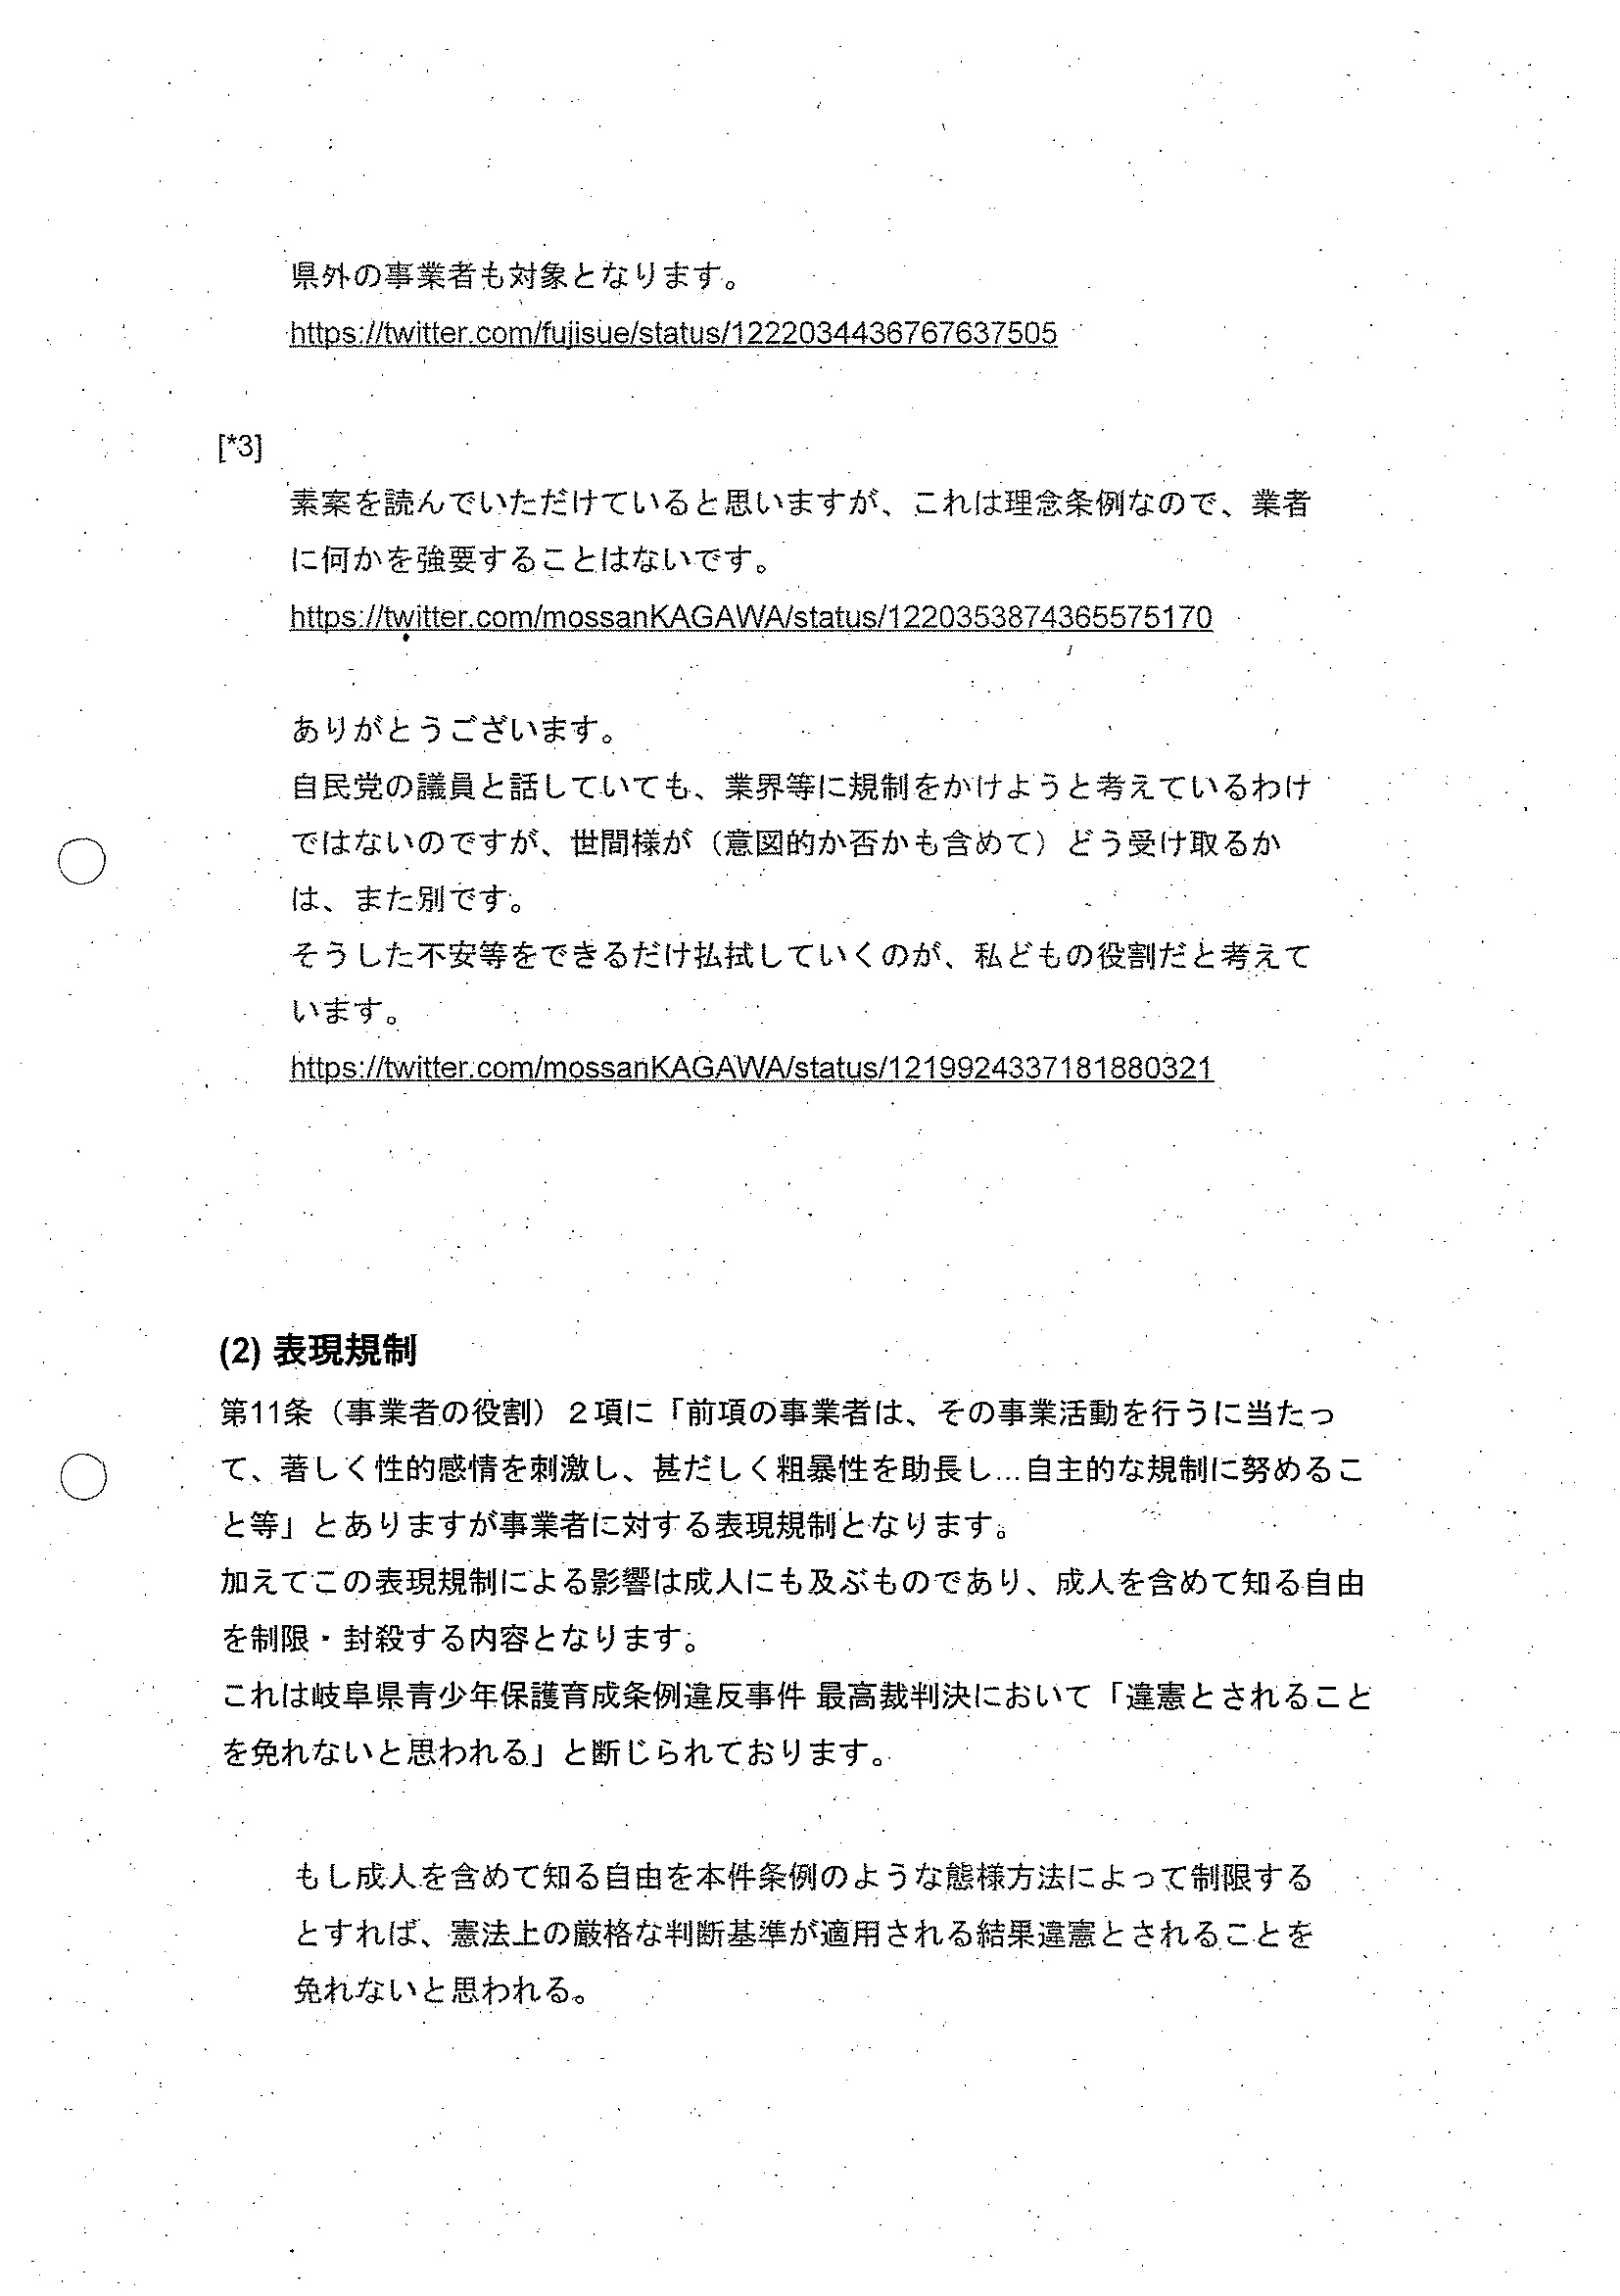 県外の事業者も対象となります。
https://twitter.com/fujisue/status/1222034436767637505
[*3]
素案を読んでいただけていると思いますが、これは理念条例なので、業者
に何かを強要することはないです。
https://twitter.com/mossanKAGAWA/status/1220353874365575170
ありがとうございます。
自民党の議員と話していても、業界等に規制をかけようと考えているわけ
ではないのですが、世間様が（意図的か否かも含めて）どう受け取るか
は、また別です。
そうした不安等をできるだけ払拭していくのが、私どもの役割だと考えて
います。
https://twitter.com/mossanKAGAWA/status/1219924337181880321
(2) 表現規制
第11条（事業者の役割）２項に「前項の事業者は、その事業活動を行うに当たっ
て、著しく性的感情を刺激し、甚だしく粗暴性を助長し...自主的な規制に努めるこ
と等」とありますが事業者に対する表現規制となります。
加えてこの表現規制による影響は成人にも及ぶものであり、成人を含めて知る自由
を制限・封殺する内容となります。
これは岐阜県青少年保護育成条例違反事件 最高裁判決において「違憲とされること
を免れないと思われる」と断じられております。
もし成人を含めて知る自由を本件条例のような態様方法によって制限する
とすれば、憲法上の厳格な判断基準が適用される結果違憲とされることを
免れないと思われる。